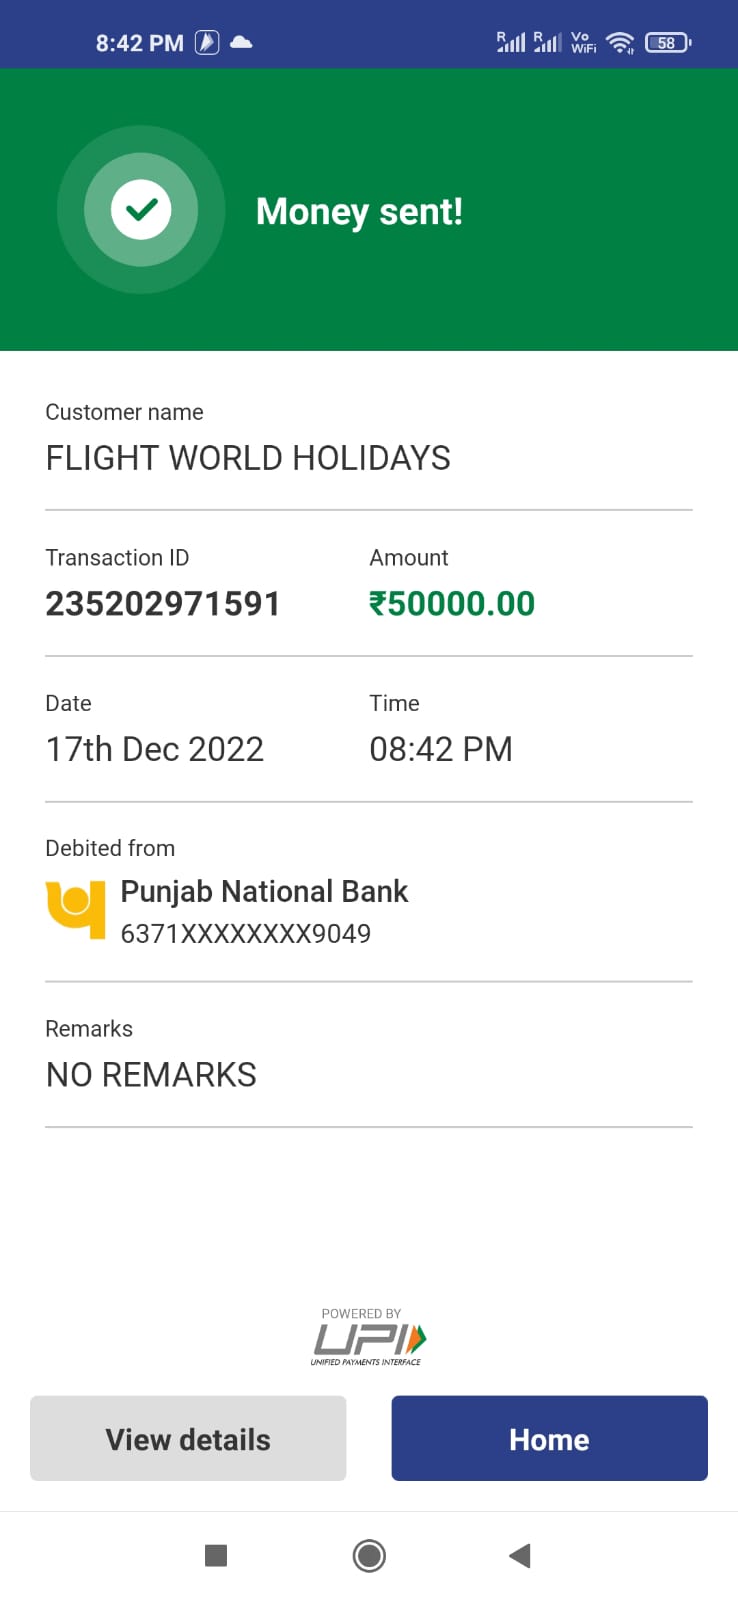 8:42 PM
R R Vo WiFi 58
Money sent!
Customer name
FLIGHT WORLD HOLIDAYS
Transaction ID Amount
235202971591 ₹50000.00
Date Time
17th Dec 2022 08:42 PM
Debited from
Punjab National Bank
6371XXXXXXXX9049
Remarks
NO REMARKS
POWERED BY
UPI
UNIFIED PAYMENTS INTERFACE
View details Home